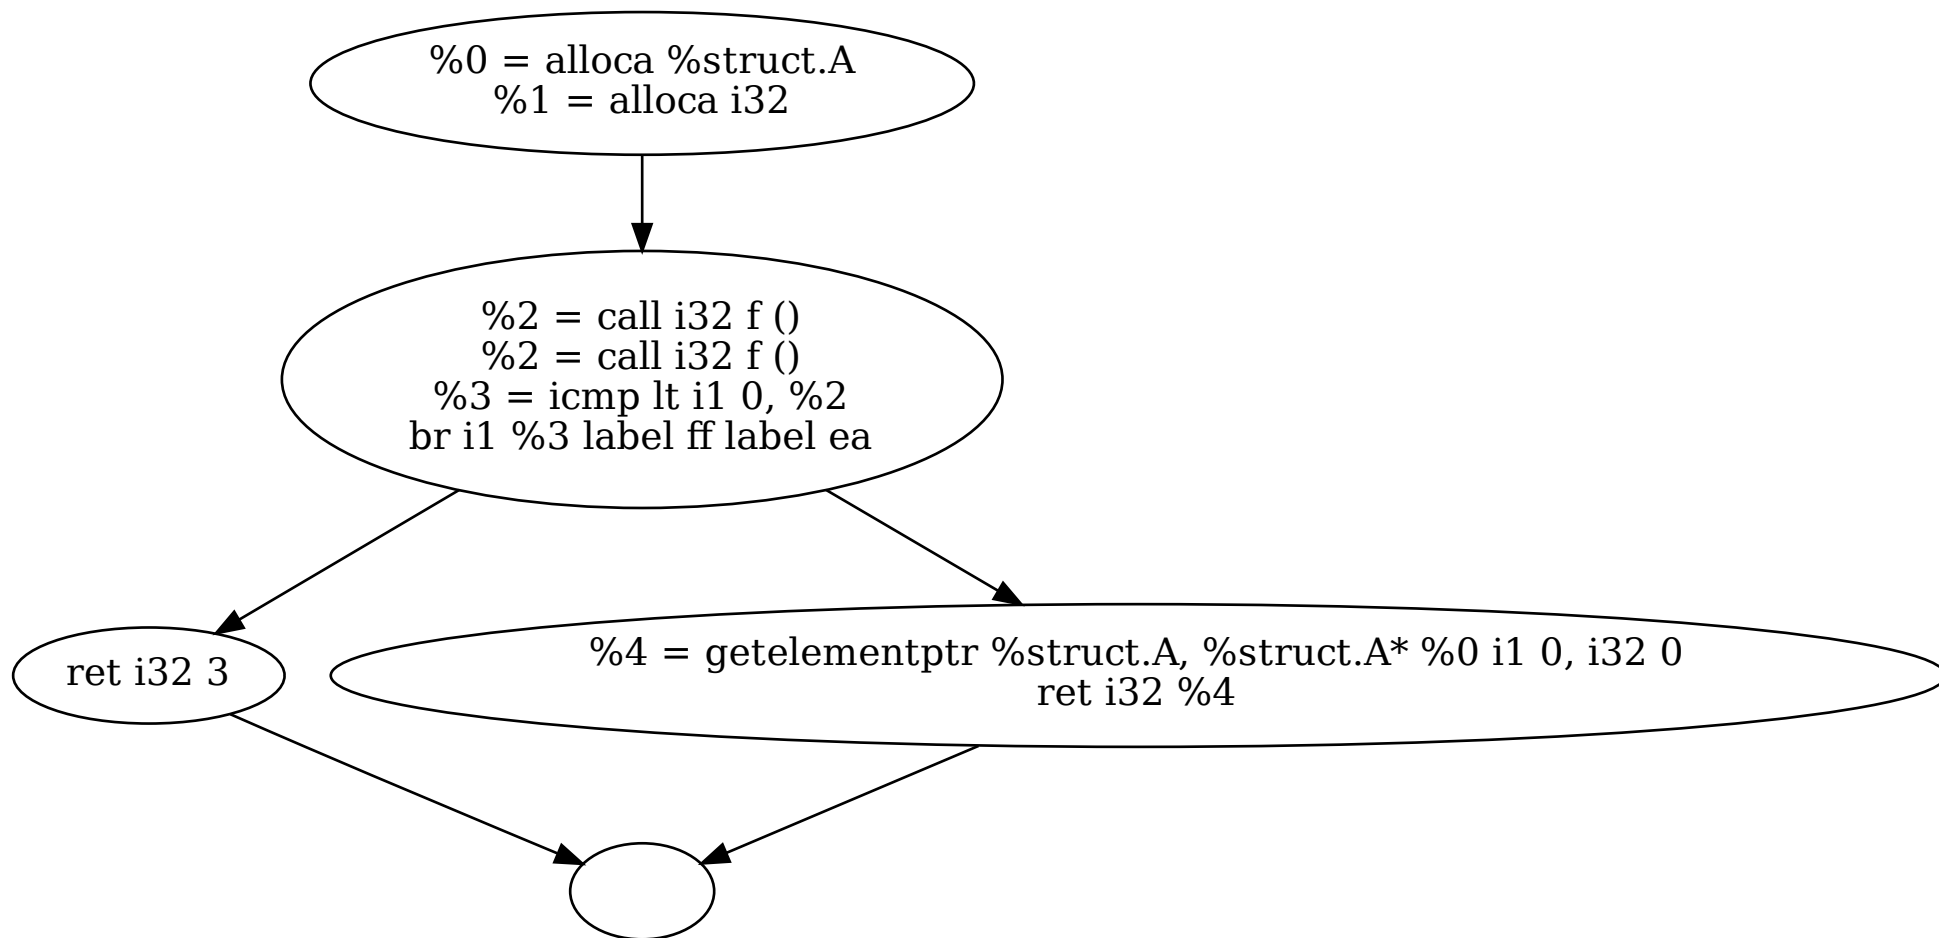 %0 = alloca %struct.A
%1 = alloca i32
%2 = call i32 f ()
%2 = call i32 f ()
%3 = icmp lt i1 0, %2
br i1 %3 label ff label ea
ret i32 3
%4 = getelementptr %struct.A, %struct.A* %0 i1 0, i32 0
ret i32 %4